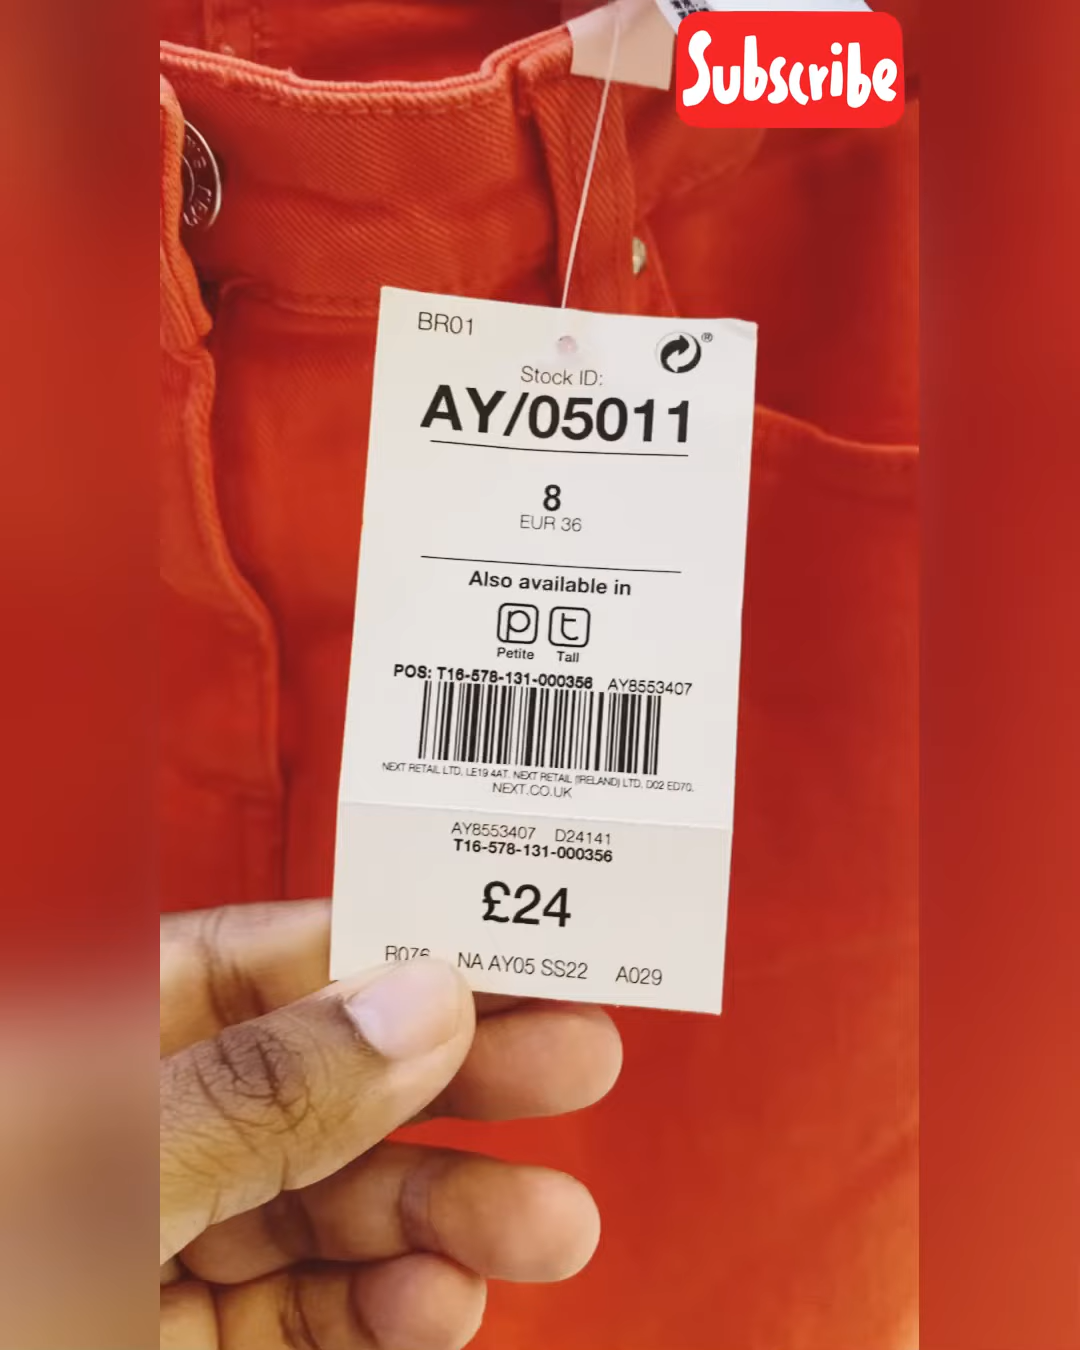 Subscribe
BR01
®
Stock ID:
AY/05011
8
EUR 36
Also available in
p t
Petite Tall
POS: T16-578-131-000356 AY8553407
NEXT RETAIL LTD, LE19 4AT. NEXT RETAIL (IRELAND) LTD, D02 ED70.
NEXT.CO.UK
AY8553407 D24141
T16-578-131-000356
£24
R076 NA AY05 SS22 A029